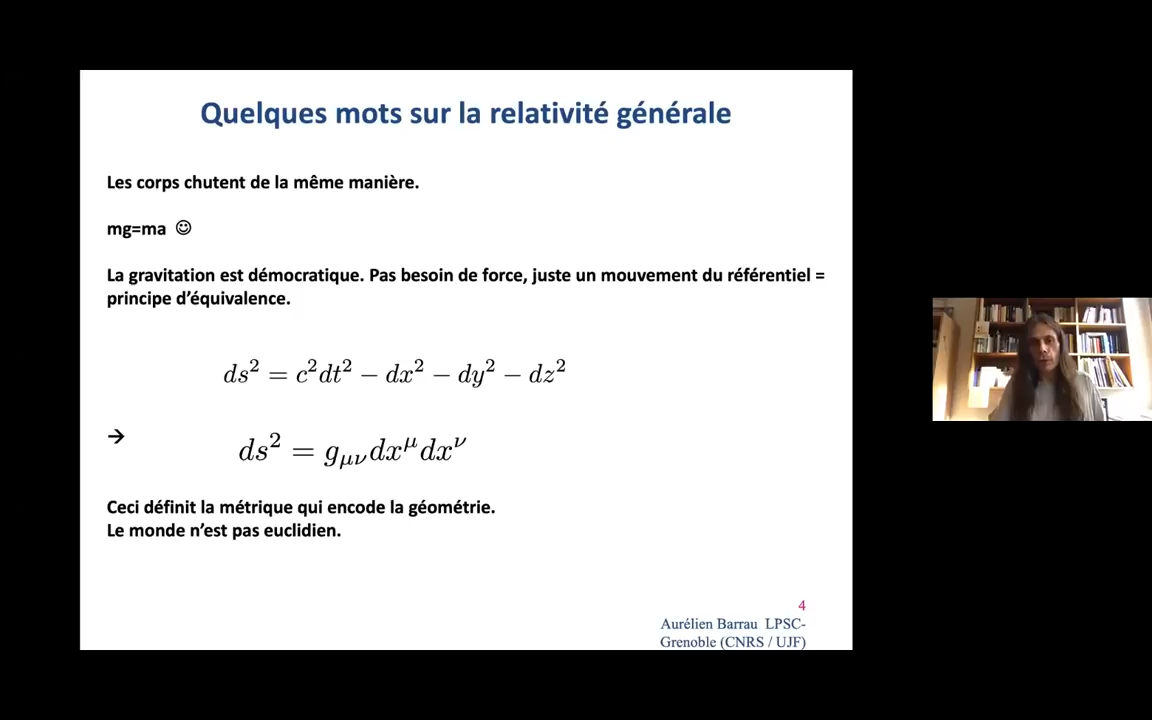 Quelques mots sur la relativité générale
Les corps chutent de la même manière.
mg=ma ☺
La gravitation est démocratique. Pas besoin de force, juste un mouvement du référentiel =
principe d’équivalence.
ds² = c²dt² − dx² − dy² − dz²
→ ds² = g_{μν}dx^μdx^ν
Ceci définit la métrique qui encode la géométrie.
Le monde n’est pas euclidien.
4
Aurélien Barrau LPSC-
Grenoble (CNRS / UJF)